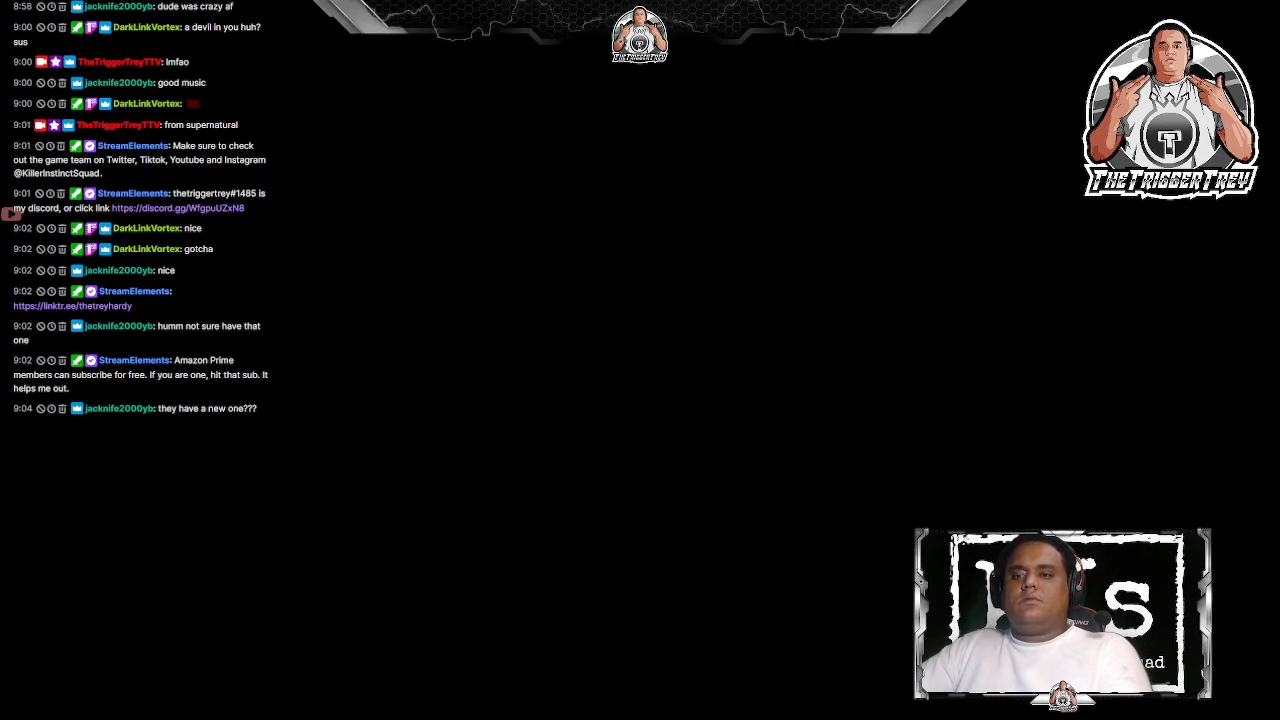 8:58 jacknife2000yb: dude was crazy af
9:00 DarkLinkVortex: a devil in you huh?
sus
9:00 TheTriggerTreyTTV: lmfao
9:00 jacknife2000yb: good music
9:00 DarkLinkVortex:
9:01 TheTriggerTreyTTV: from supernatural
9:01 StreamElements: Make sure to check
out the game team on Twitter, Tiktok, Youtube and Instagram
@KillerInstinctSquad.
9:01 StreamElements: thetriggertrey#1485 is
my discord, or click link https://discord.gg/WfgpuUZxN8
9:02 DarkLinkVortex: nice
9:02 DarkLinkVortex: gotcha
9:02 jacknife2000yb: nice
9:02 StreamElements:
https://linktr.ee/thetreyhardy
9:02 jacknife2000yb: humm not sure have that
one
9:02 StreamElements: Amazon Prime
members can subscribe for free. If you are one, hit that sub. It
helps me out.
9:04 jacknife2000yb: they have a new one???
THETRIGGERTREY
T
THETRIGGERTREY